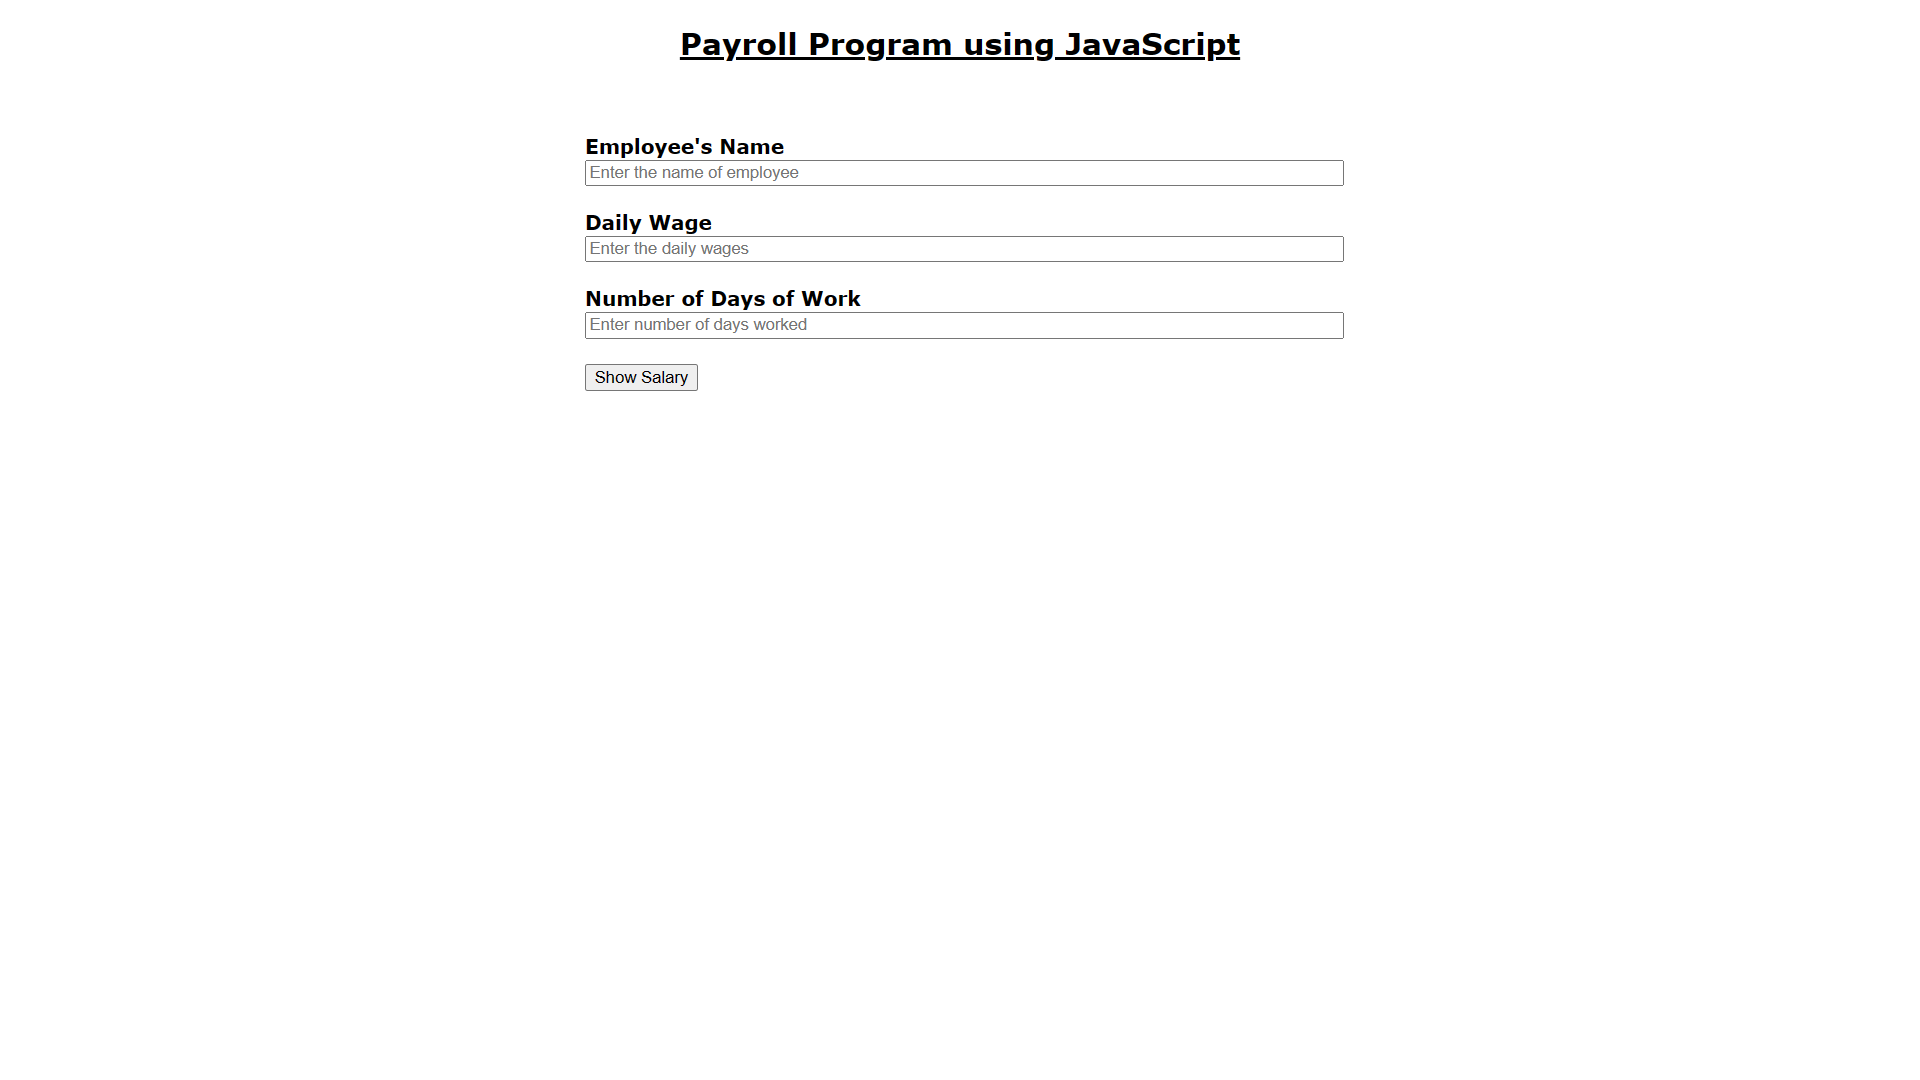 Payroll Program using JavaScript
Employee's Name
Enter the name of employee
Daily Wage
Enter the daily wages
Number of Days of Work
Enter number of days worked
Show Salary